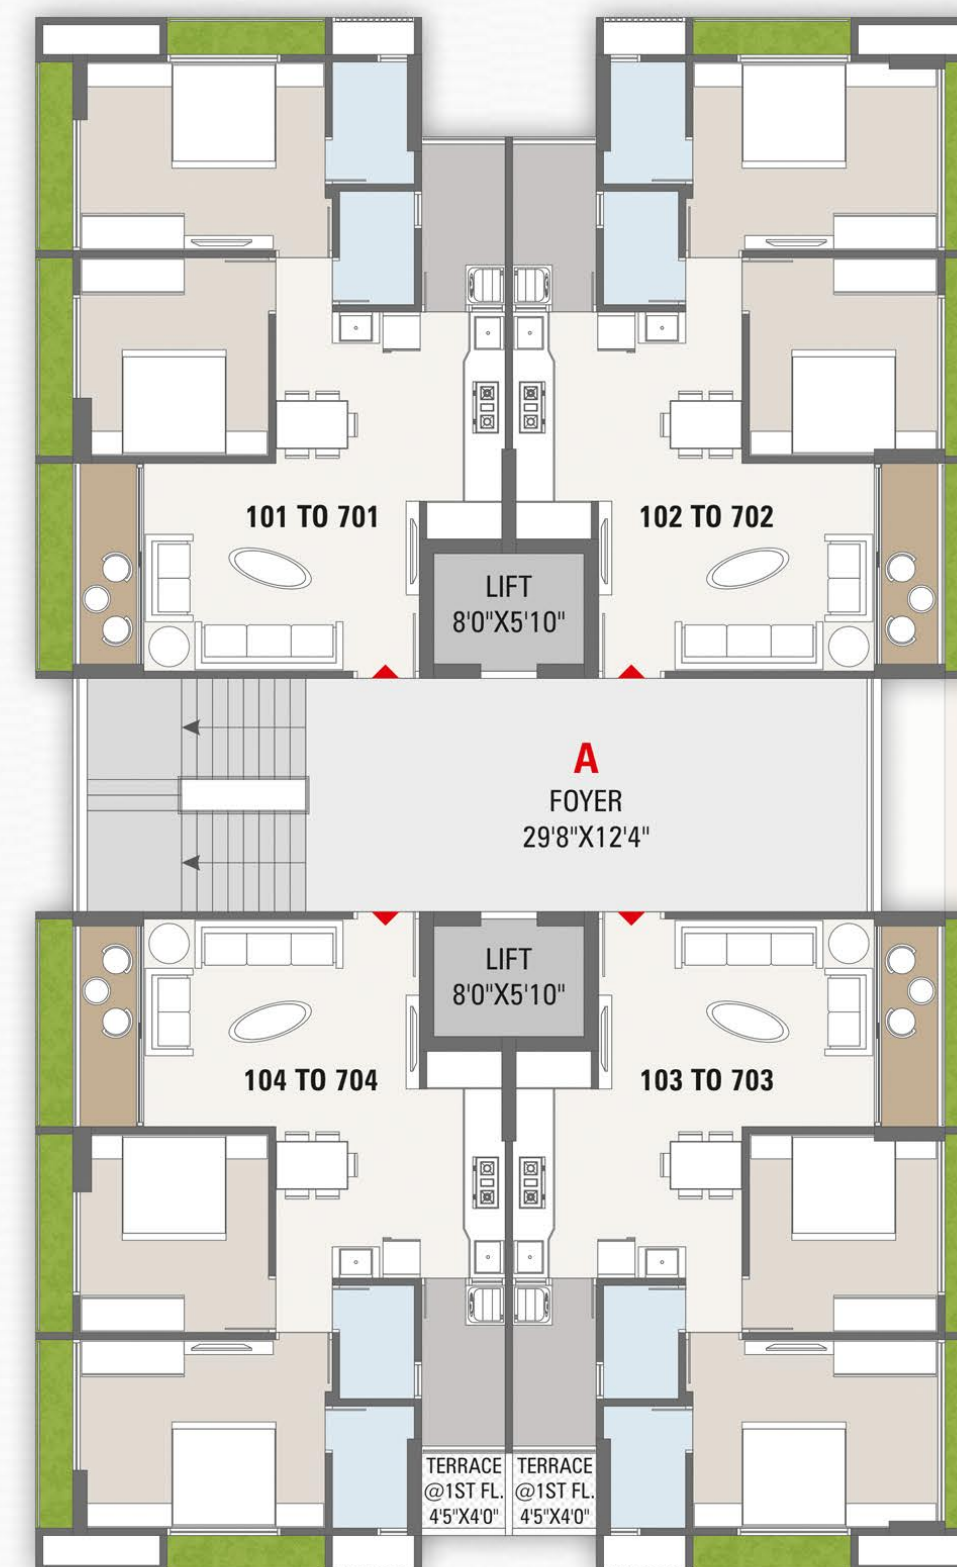 101 TO 701
102 TO 702
LIFT
8'0"X5'10"
A
FOYER
29'8"X12'4"
LIFT
8'0"X5'10"
104 TO 704
103 TO 703
TERRACE
@1ST FL.
4'5"X4'0"
TERRACE
@1ST FL.
4'5"X4'0"